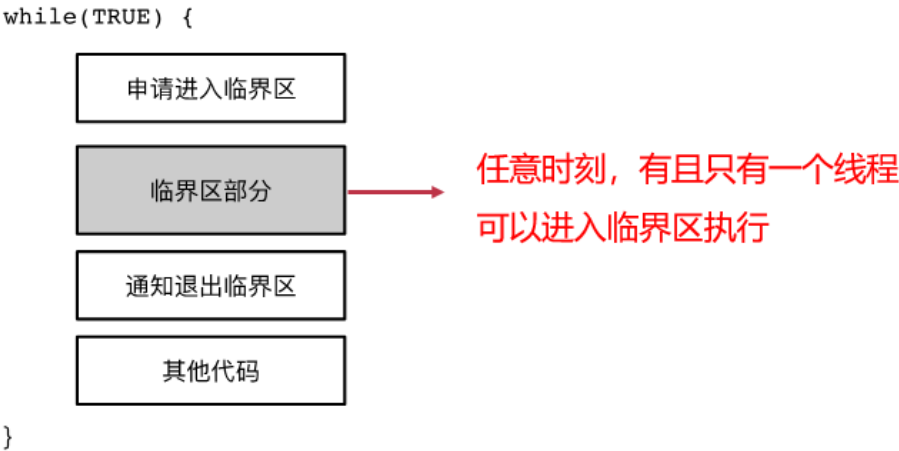 while(TRUE) {
申请进入临界区
临界区部分
任意时刻，有且只有一个线程
可以进入临界区执行
通知退出临界区
其他代码
}